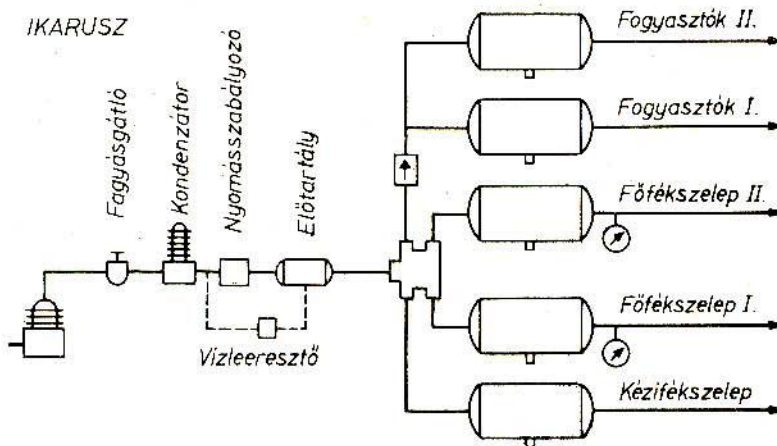 IKARUSZ
Fagyásgátló
Kondenzátor
Nyomásszabályozó
Előtartály
Vízleeresztő
Fogyasztók II.
Fogyasztók I.
Főfékszelep II.
Főfékszelep I.
Kézifékszelep